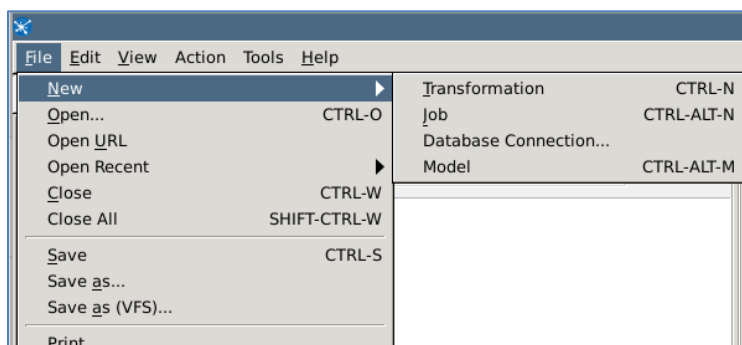 File Edit View Action Tools Help
New
Open... CTRL-O
Open URL
Open Recent
Close CTRL-W
Close All SHIFT-CTRL-W
Save CTRL-S
Save as...
Save as (VFS)...
Print
Transformation CTRL-N
Job CTRL-ALT-N
Database Connection...
Model CTRL-ALT-M